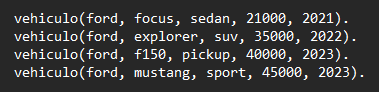 vehiculo(ford, focus, sedan, 21000, 2021).
vehiculo(ford, explorer, suv, 35000, 2022).
vehiculo(ford, f150, pickup, 40000, 2023).
vehiculo(ford, mustang, sport, 45000, 2023).